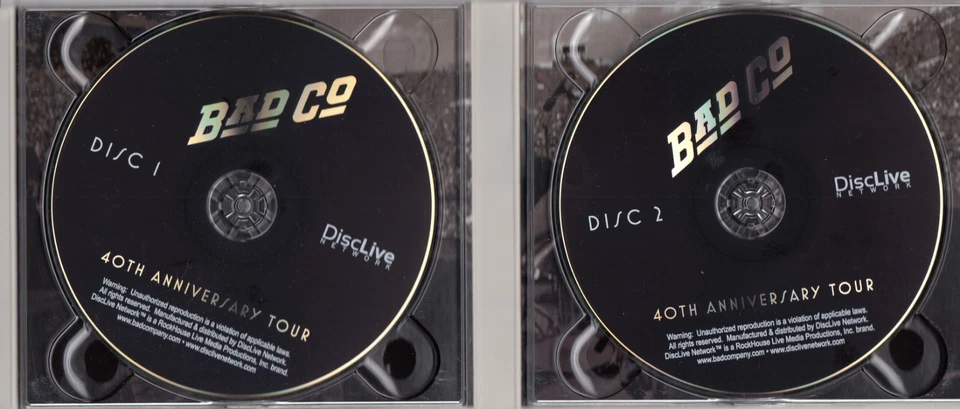 BAD CO
DISC 1
DiscLive
NETWORK
40TH ANNIVERSARY TOUR
Warning: Unauthorized reproduction is a violation of applicable laws.
All rights reserved. Manufactured & distributed by DiscLive Network.
DiscLive Network™ is a RockHouse Live Media Productions, Inc. brand.
www.badcompany.com • www.disclivenetwork.com
BAD CO
DISC 2
DiscLive
NETWORK
40TH ANNIVERSARY TOUR
Warning: Unauthorized reproduction is a violation of applicable laws.
All rights reserved. Manufactured & distributed by DiscLive Network.
DiscLive Network™ is a RockHouse Live Media Productions, Inc. brand.
www.badcompany.com • www.disclivenetwork.com